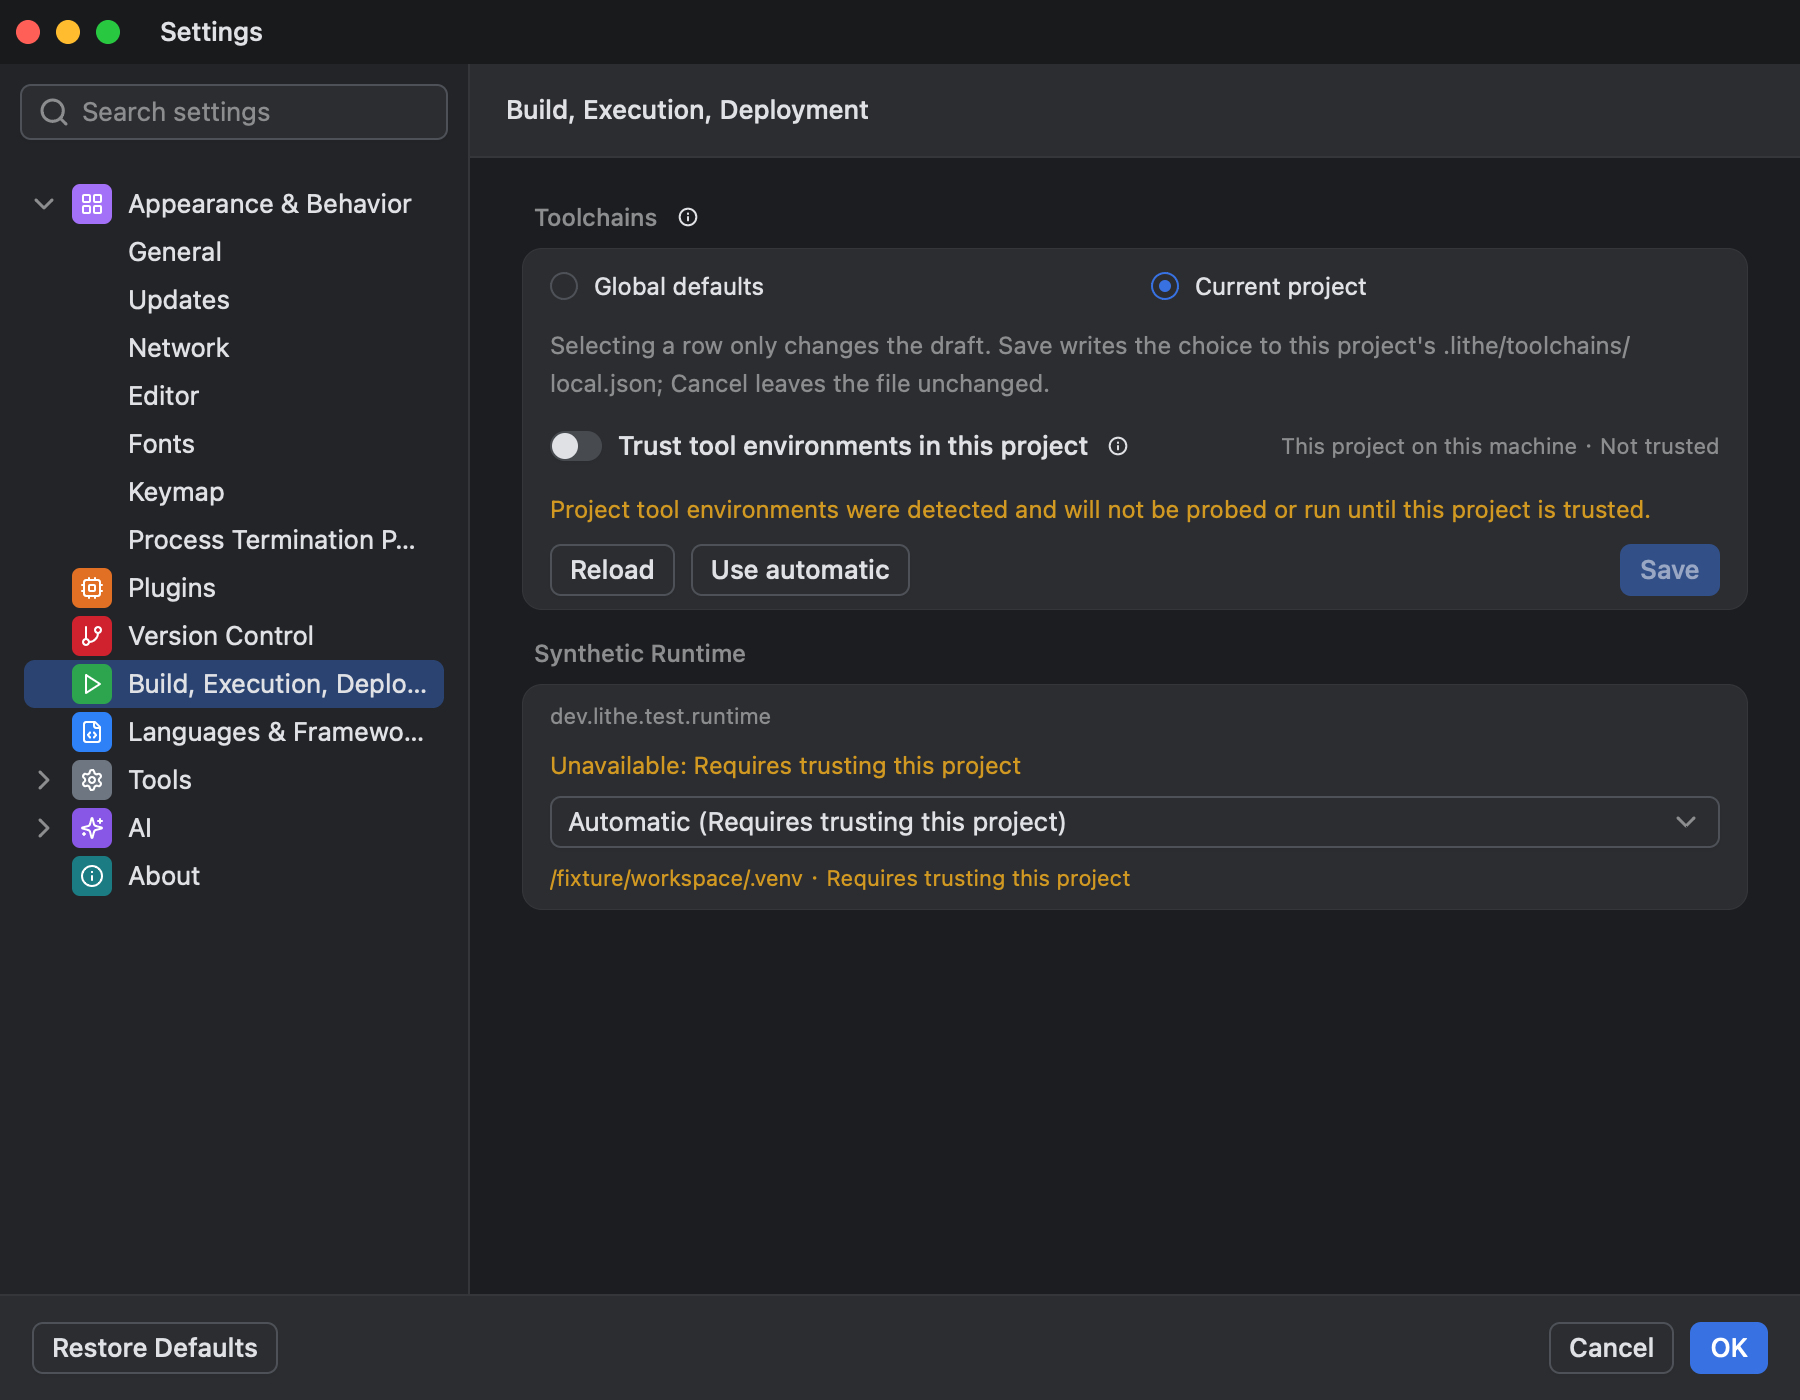 Settings
Search settings
Appearance & Behavior
General
Updates
Network
Editor
Fonts
Keymap
Process Termination P...
Plugins
Version Control
Build, Execution, Deplo...
Languages & Framewo...
Tools
AI
About
Build, Execution, Deployment
Toolchains
Global defaults
Current project
Selecting a row only changes the draft. Save writes the choice to this project's .lithe/toolchains/
local.json; Cancel leaves the file unchanged.
Trust tool environments in this project
This project on this machine · Not trusted
Project tool environments were detected and will not be probed or run until this project is trusted.
Reload
Use automatic
Save
Synthetic Runtime
dev.lithe.test.runtime
Unavailable: Requires trusting this project
Automatic (Requires trusting this project)
/fixture/workspace/.venv · Requires trusting this project
Restore Defaults
Cancel
OK